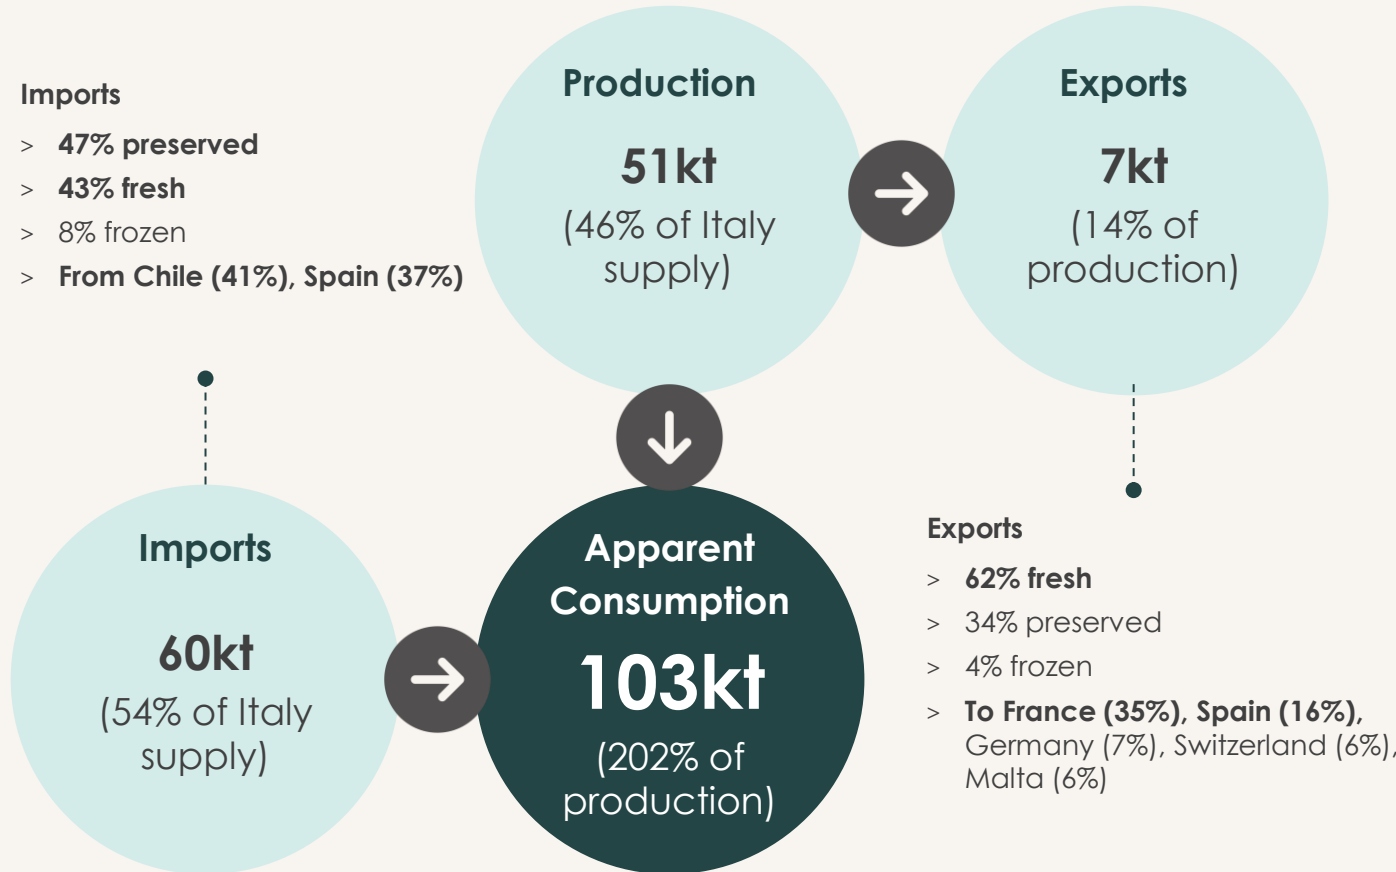 Imports
> 47% preserved
> 43% fresh
> 8% frozen
> From Chile (41%), Spain (37%)
Production
51kt
(46% of Italy
supply)
Exports
7kt
(14% of
production)
Imports
60kt
(54% of Italy
supply)
Apparent
Consumption
103kt
(202% of
production)
Exports
> 62% fresh
> 34% preserved
> 4% frozen
> To France (35%), Spain (16%),
Germany (7%), Switzerland (6%),
Malta (6%)